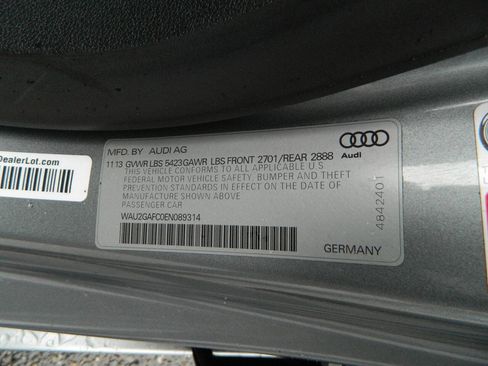 MFD. BY AUDI AG
11.13 GVWR LBS 5423 GAWR LBS FRONT 2701/REAR 2888
THIS VEHICLE CONFORMS TO ALL APPLICABLE U.S.
FEDERAL MOTOR VEHICLE SAFETY, BUMPER AND THEFT
PREVENTION STANDARDS IN EFFECT ON THE DATE OF
MANUFACTURE SHOWN ABOVE
PASSENGER CAR
WAU2GAFC0EN089314
Audi
4842401
GERMANY
DealerLot.com